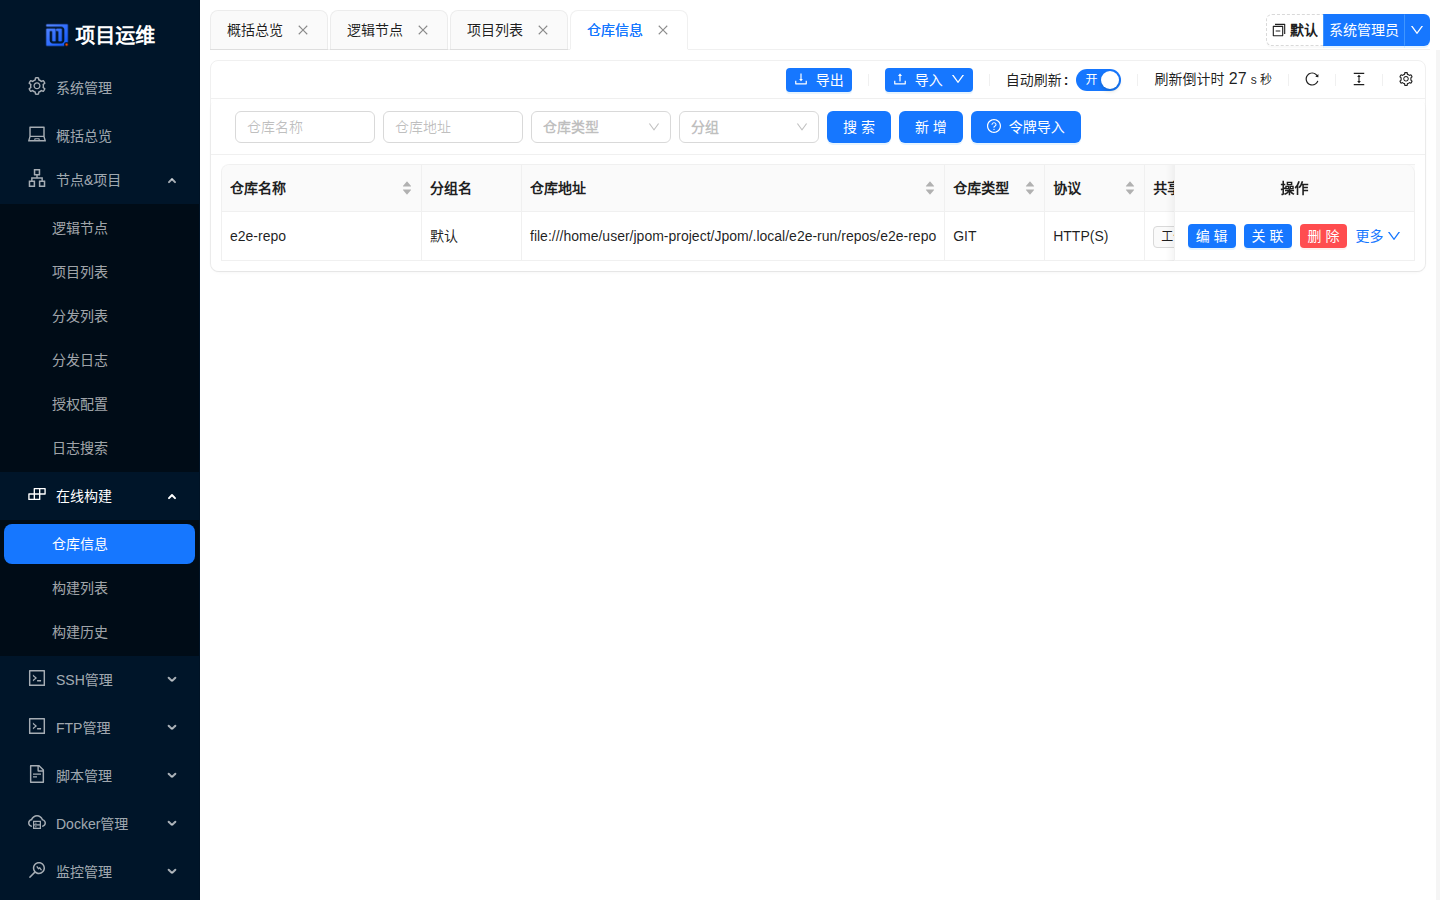 项目运维
系统管理
概括总览
节点&项目
逻辑节点
项目列表
分发列表
分发日志
授权配置
日志搜索
在线构建
仓库信息
构建列表
构建历史
SSH管理
FTP管理
脚本管理
Docker管理
监控管理
概括总览 逻辑节点 项目列表 仓库信息 默认 系统管理员
导出 导入 自动刷新： 开 刷新倒计时 27 s 秒
仓库名称 仓库地址 仓库类型 分组 搜 索 新 增 令牌导入
仓库名称 分组名 仓库地址 仓库类型 协议 共享 操作
e2e-repo 默认 file:///home/user/jpom-project/Jpom/.local/e2e-run/repos/e2e-repo GIT HTTP(S) 工 编 辑 关 联 删 除 更多